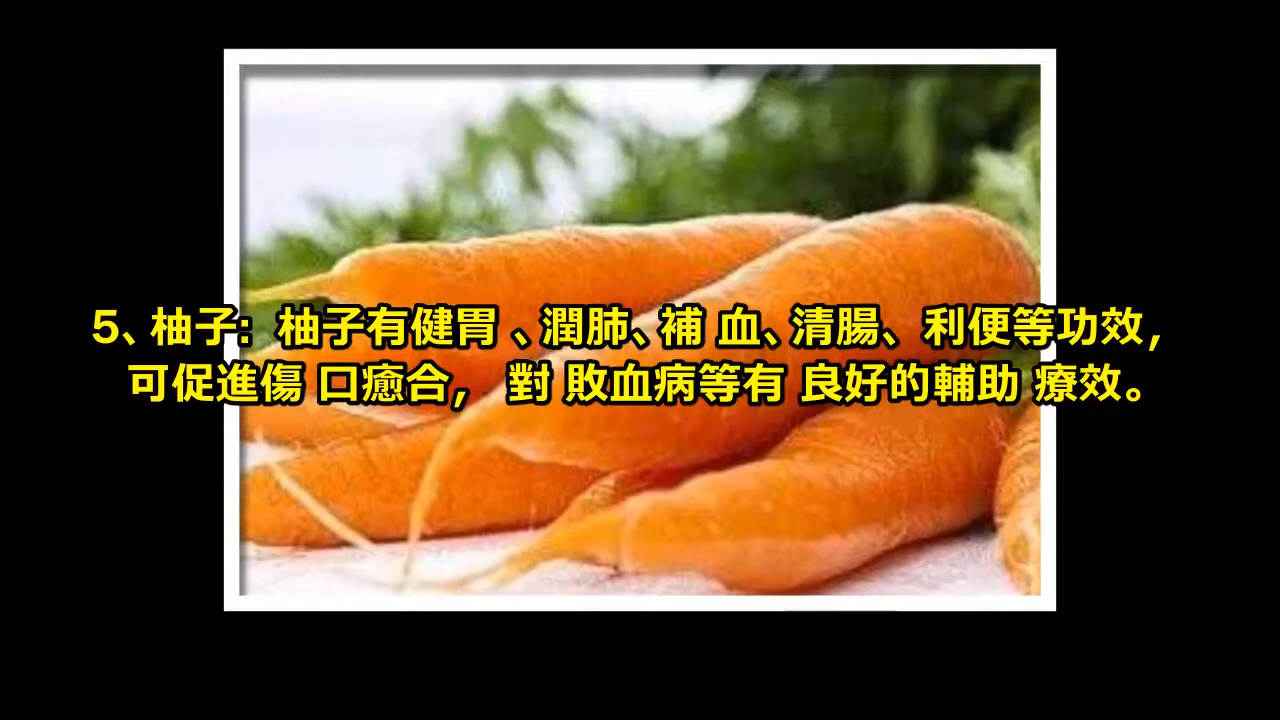 5、柚子：柚子有健胃、潤肺、補 血、清腸、利便等功效，
可促進傷 口癒合， 對 敗血病等有 良好的輔助 療效。